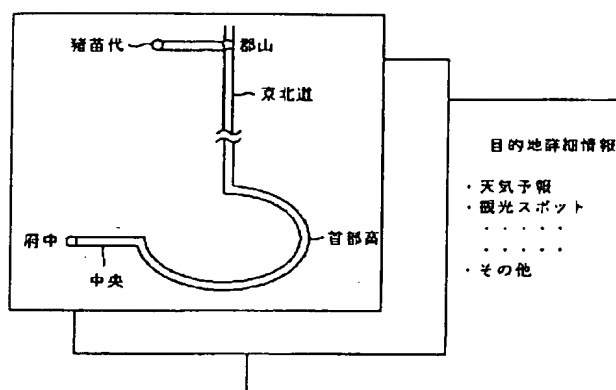 猪苗代
郡山
京北道
首都高
府中
中央
目的地詳細情報
・天気予報
・観光スポット
・・・・・
・・・・・
・その他